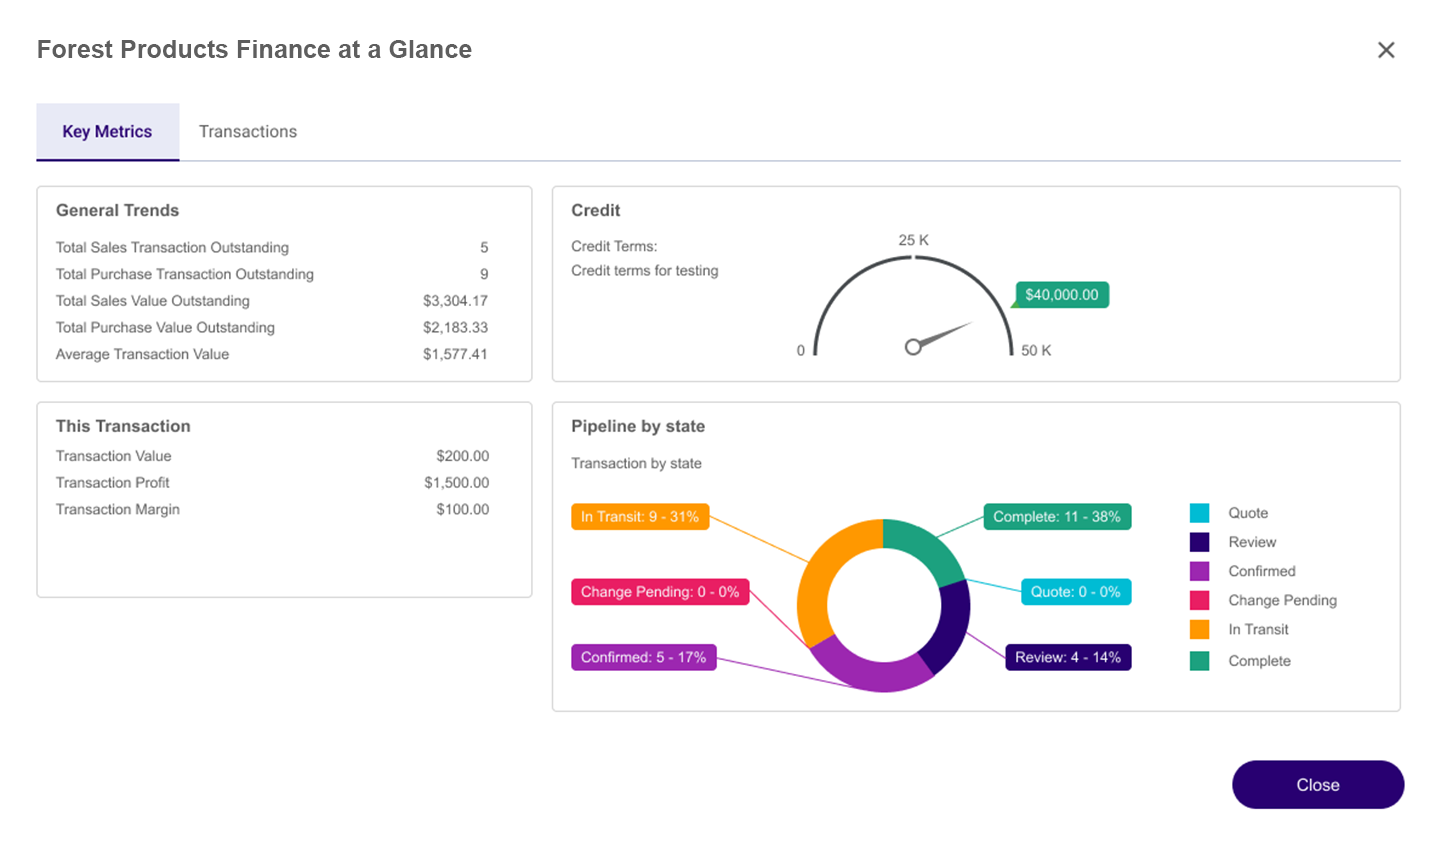 Forest Products Finance at a Glance
Key Metrics
Transactions
General Trends
Total Sales Transaction Outstanding 5
Total Purchase Transaction Outstanding 9
Total Sales Value Outstanding $3,304.17
Total Purchase Value Outstanding $2,183.33
Average Transaction Value $1,577.41
Credit
Credit Terms:
Credit terms for testing
25 K
$40,000.00
0
50 K
This Transaction
Transaction Value $200.00
Transaction Profit $1,500.00
Transaction Margin $100.00
Pipeline by state
Transaction by state
In Transit: 9 - 31%
Complete: 11 - 38%
Change Pending: 0 - 0%
Quote: 0 - 0%
Confirmed: 5 - 17%
Review: 4 - 14%
Quote
Review
Confirmed
Change Pending
In Transit
Complete
Close